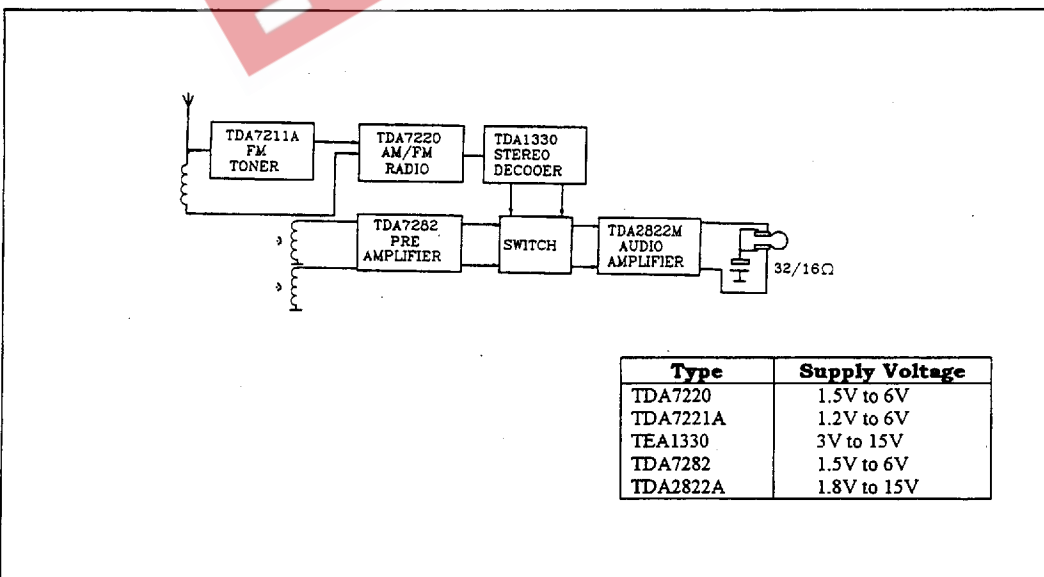 TDA7211A
FM
TONER
TDA7220
AM/FM
RADIO
TDA1330
STEREO
DECOOER
TDA7282
PRE
AMPLIFIER
SWITCH
TDA2822M
AUDIO
AMPLIFIER
32/16Ω
Type Supply Voltage
TDA7220 1.5V to 6V
TDA7221A 1.2V to 6V
TEA1330 3V to 15V
TDA7282 1.5V to 6V
TDA2822A 1.8V to 15V